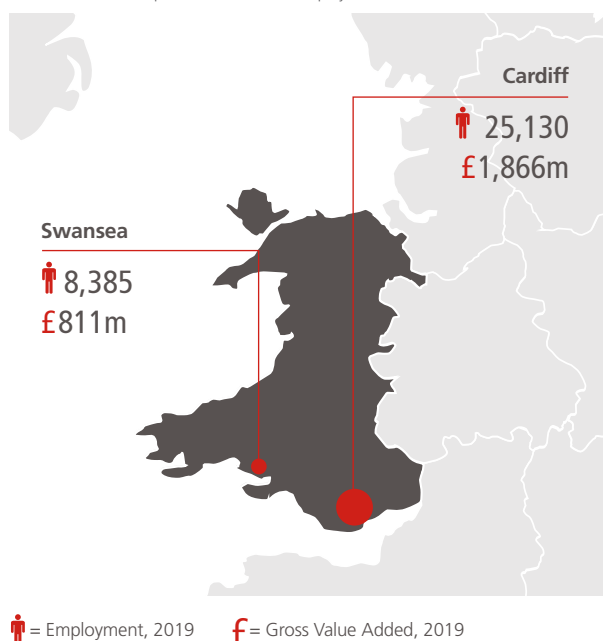 Cardiff
25,130
£1,866m
Swansea
8,385
£811m
= Employment, 2019 £ = Gross Value Added, 2019